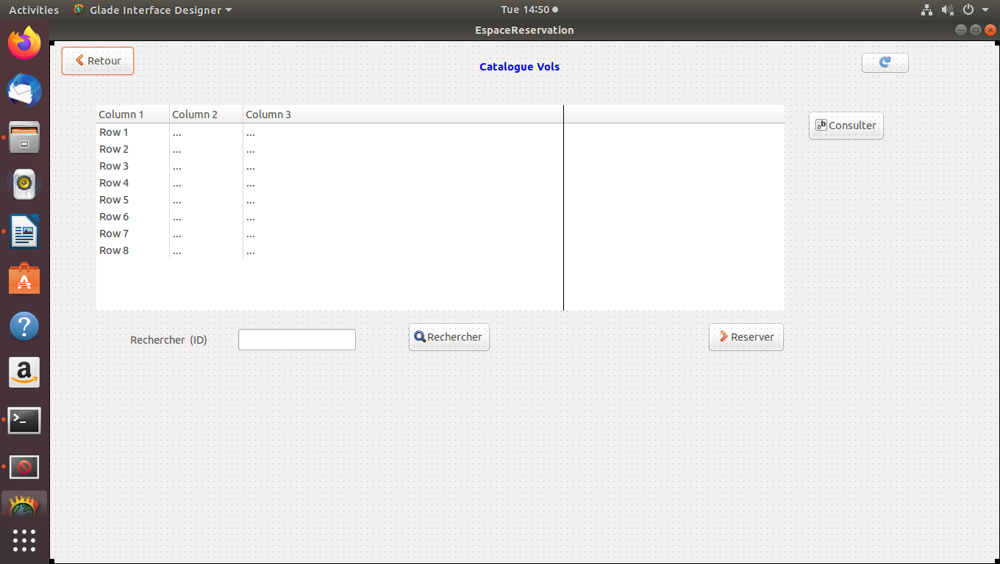 Activities Glade Interface Designer Tue 14:50
EspaceReservation
Retour
Catalogue Vols
Column 1 Column 2 Column 3
Consulter
Row 1 ... ...
Row 2 ... ...
Row 3 ... ...
Row 4 ... ...
Row 5 ... ...
Row 6 ... ...
Row 7 ... ...
Row 8 ... ...
Rechercher (ID) Rechercher Reserver